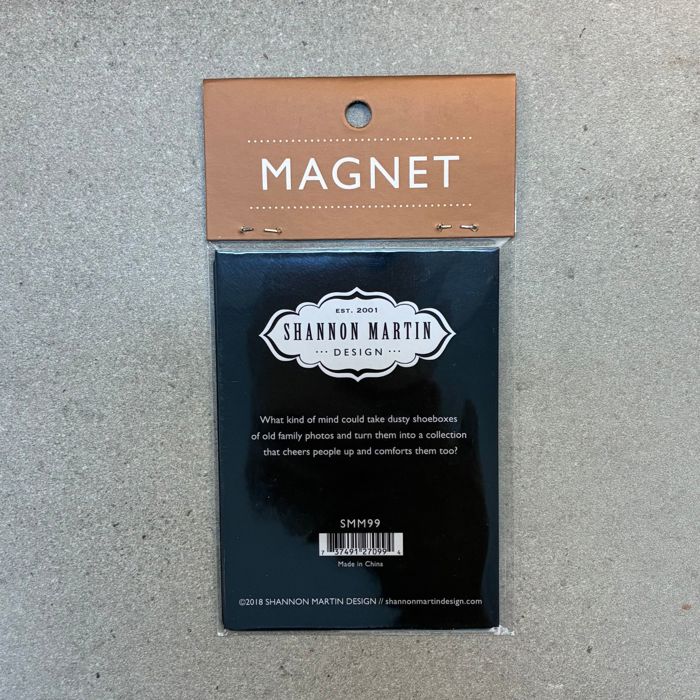 MAGNET
EST. 2001
SHANNON MARTIN
··· DESIGN ···
What kind of mind could take dusty shoeboxes
of old family photos and turn them into a collection
that cheers people up and comforts them too?
SMM99
7 37491 27099 4
Made in China
©2018 SHANNON MARTIN DESIGN // shannonmartindesign.com